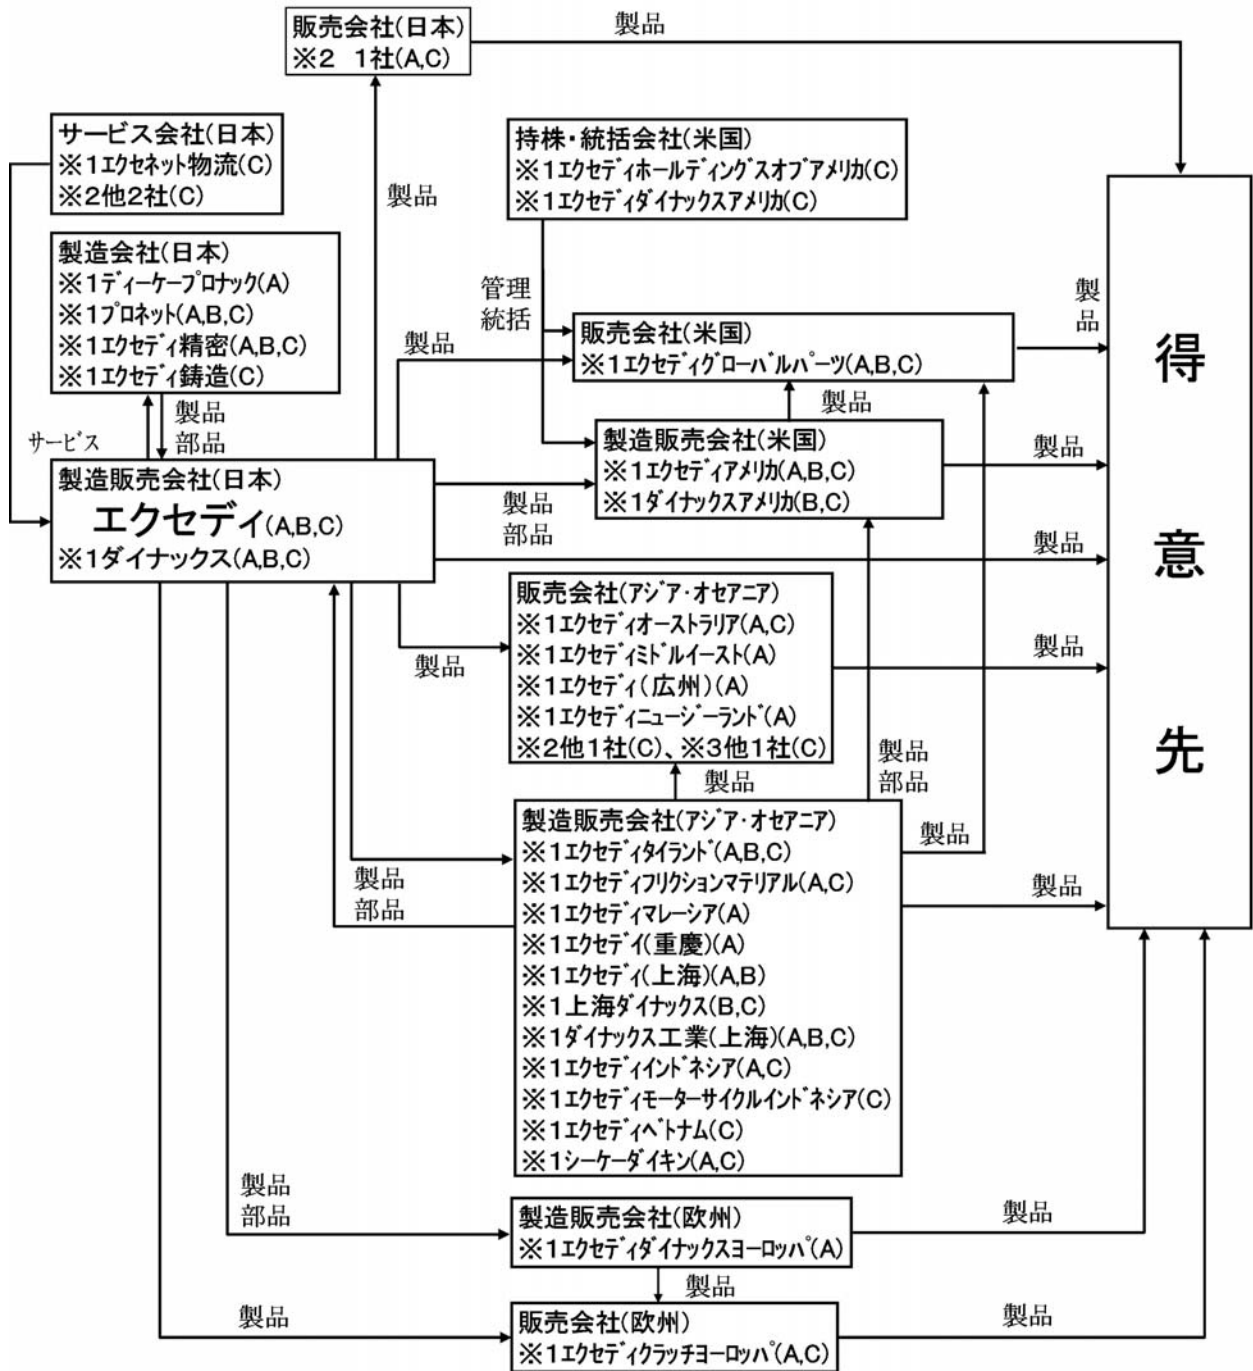 販売会社(日本)
※2 1社(A,C)
製品
サービス会社(日本)
※1エクセネット物流(C)
※2他2社(C)
製品
持株・統括会社(米国)
※1エクセディホールディングスオブアメリカ(C)
※1エクセディダイナックスアメリカ(C)
製造会社(日本)
※1ディーケープロナック(A)
※1プロネット(A,B,C)
※1エクセディ精密(A,B,C)
※1エクセディ鋳造(C)
管理
統括
製品
販売会社(米国)
※1エクセディグローバルパーツ(A,B,C)
製
品
製品
部品
サービス
製品
製造販売会社(米国)
※1エクセディアメリカ(A,B,C)
※1ダイナックスアメリカ(B,C)
製品
製造販売会社(日本)
エクセディ(A,B,C)
※1ダイナックス(A,B,C)
製品
部品
製品
販売会社(アジア・オセアニア)
※1エクセディオーストラリア(A,C)
※1エクセディミドルイースト(A)
※1エクセディ(広州)(A)
※1エクセディニュージーランド(A)
※2他1社(C)、※3他1社(C)
製品
製品
得
意
先
製品
製品
部品
製造販売会社(アジア・オセアニア)
※1エクセディタイランド(A,B,C)
※1エクセディフリクションマテリアル(A,C)
※1エクセディマレーシア(A)
※1エクセデイ(重慶)(A)
※1エクセディ(上海)(A,B)
※1上海ダイナックス(B,C)
※1ダイナックス工業(上海)(A,B,C)
※1エクセディインドネシア(A,C)
※1エクセディモーターサイクルインドネシア(C)
※1エクセディベトナム(C)
※1シーケーダイキン(A,C)
製品
製品
製品
部品
製品
部品
製造販売会社(欧州)
※1エクセディダイナックスヨーロッパ(A)
製品
製品
製品
販売会社(欧州)
※1エクセディクラッチヨーロッパ(A,C)
製品